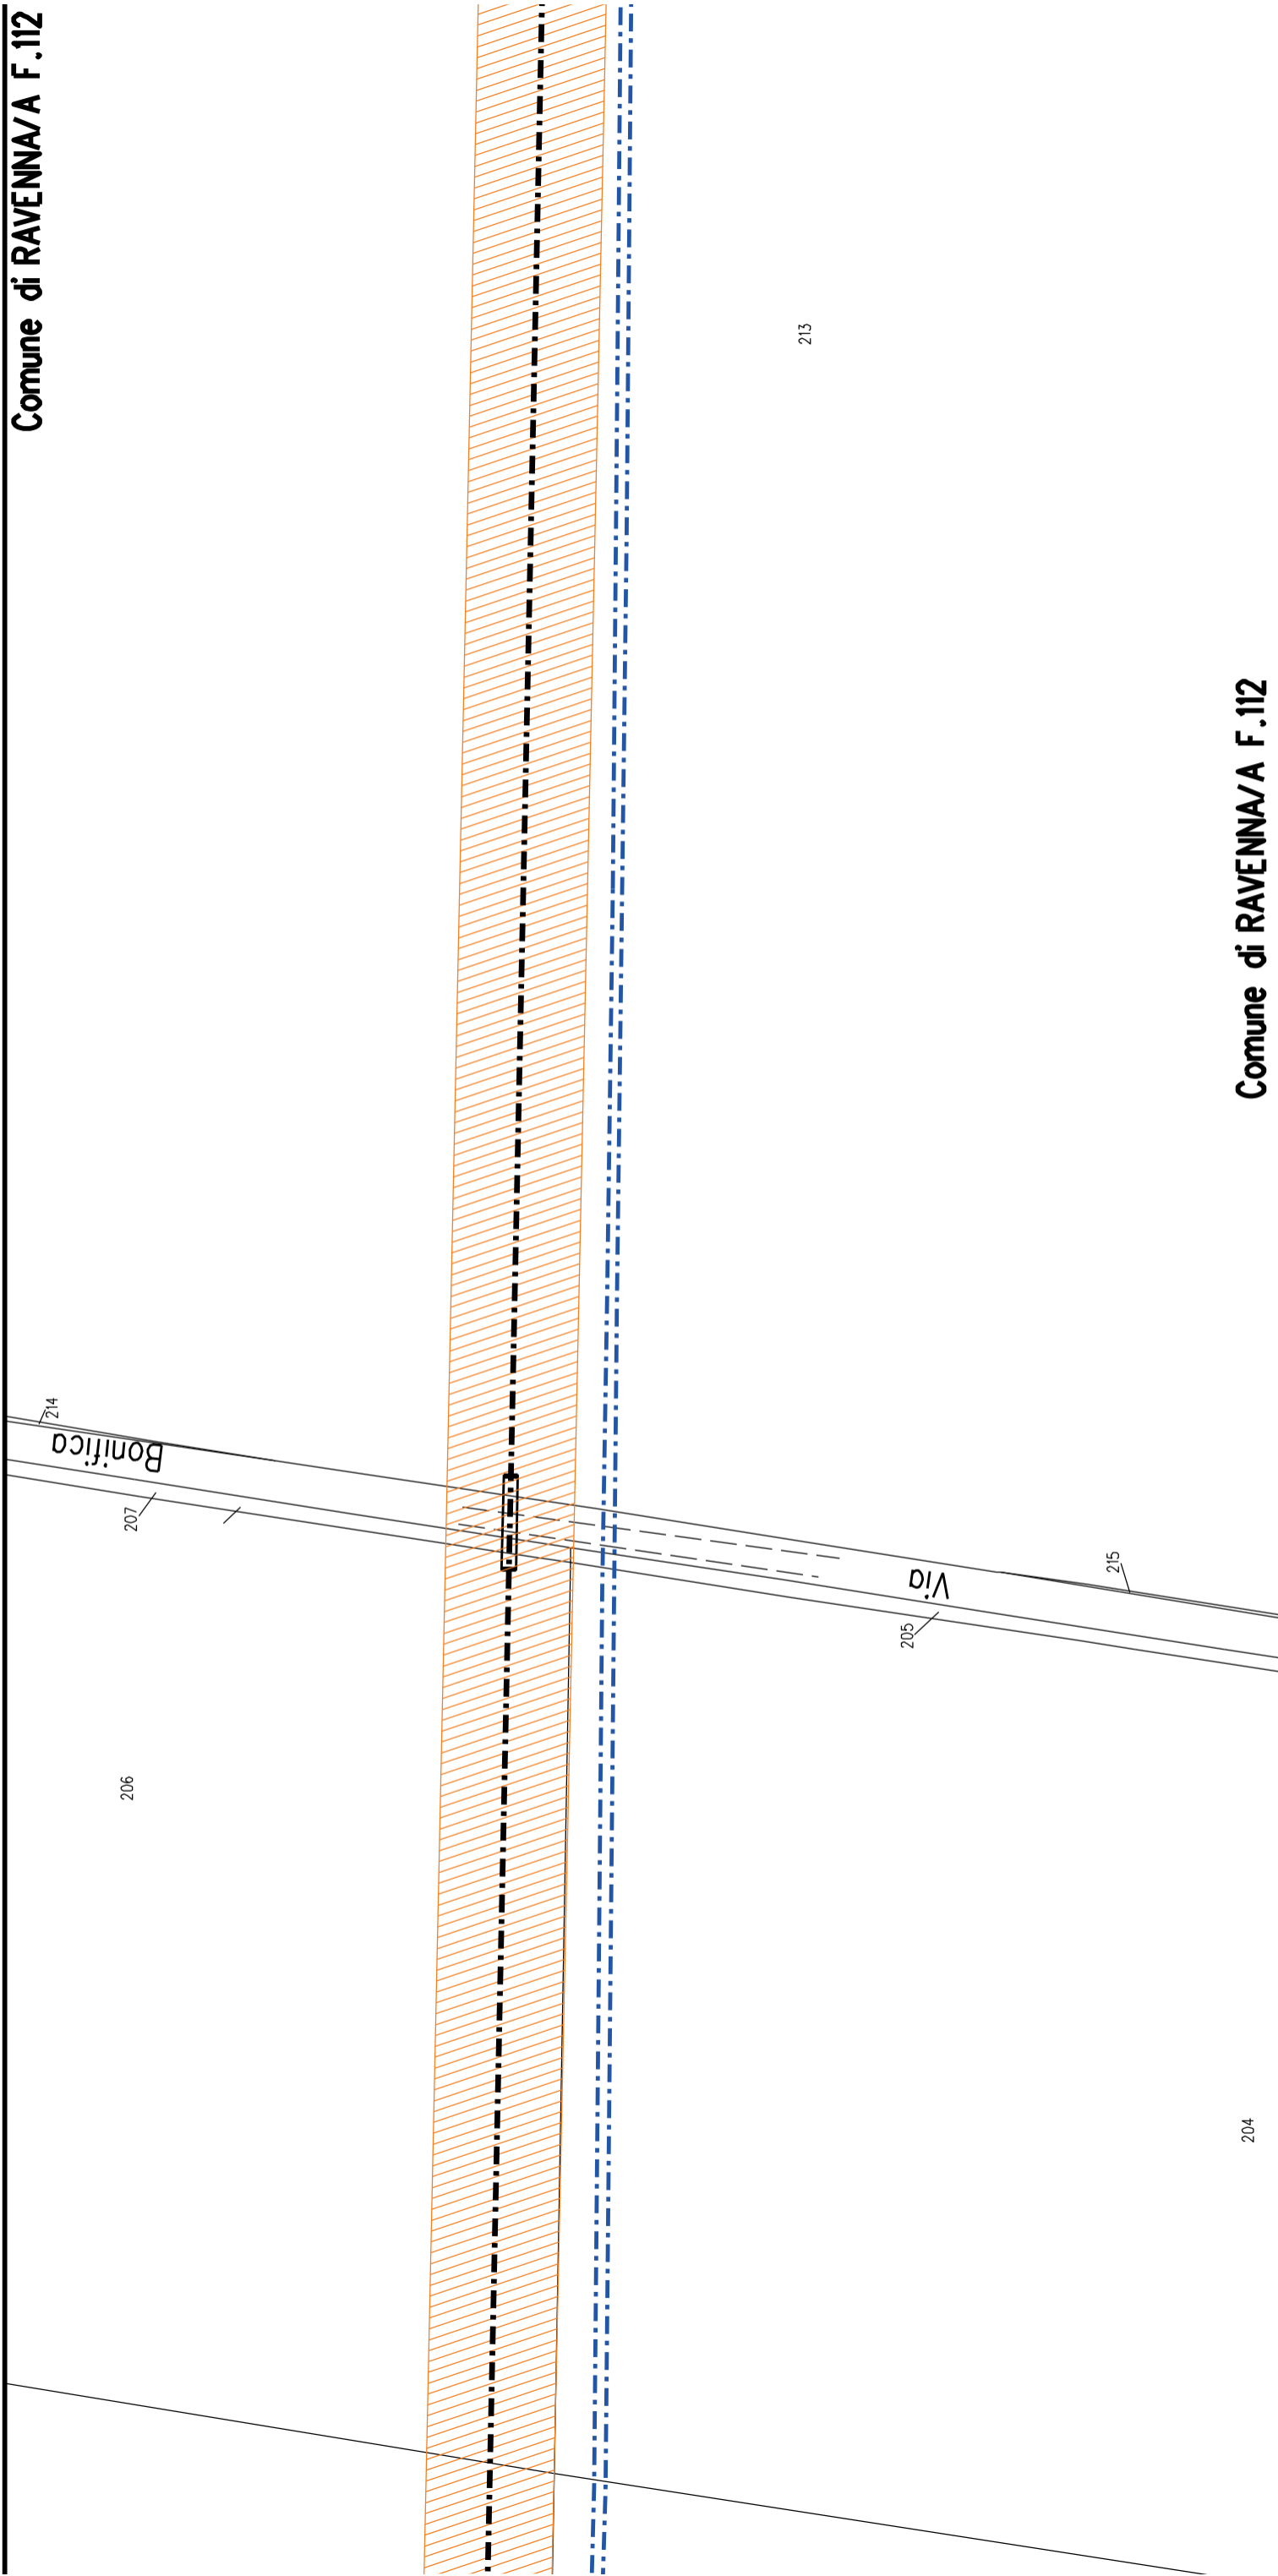 Comune di RAVENNA/A F.112
213
Comune di RAVENNA/A F.112
214
Bonifica
207
215
Via
205
206
204